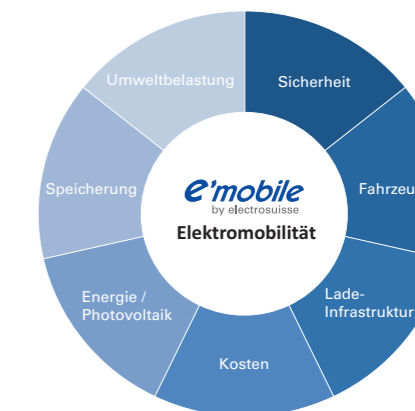 Umweltbelastung
Sicherheit
Speicherung
Fahrzeu
e'mobile
by electrosuisse
Elektromobilität
Energie /
Photovoltaik
Lade-
Infrastruktur
Kosten